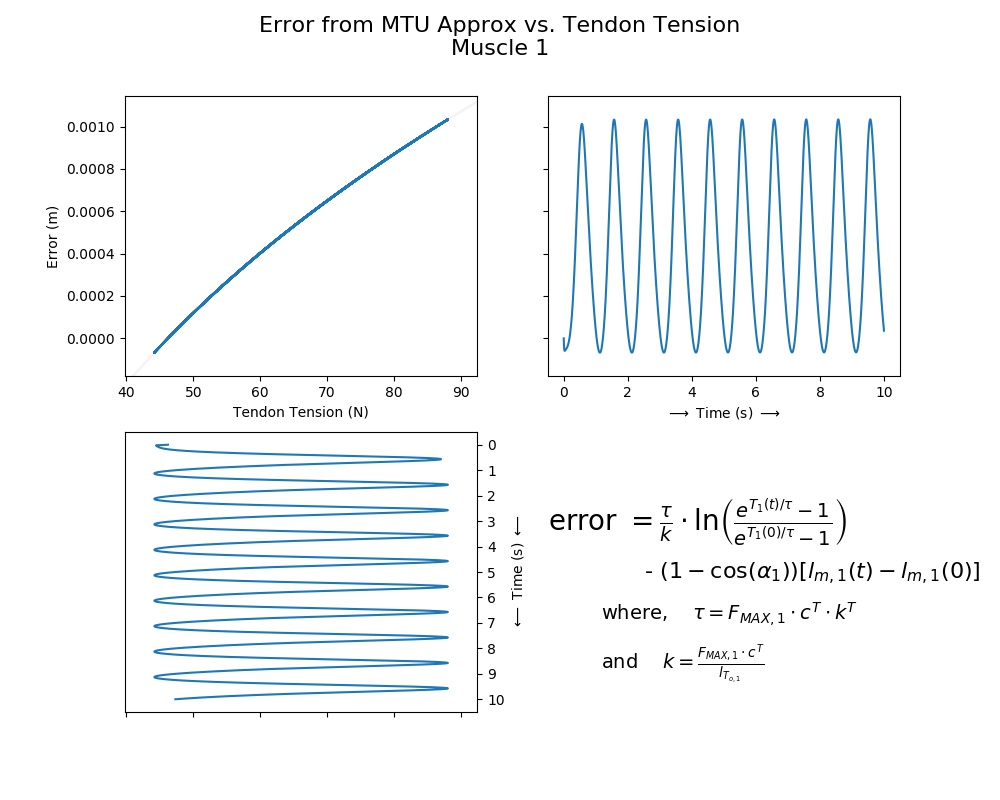 Error from MTU Approx vs. Tendon Tension
Muscle 1
0.0010
0.0008
0.0006
0.0004
0.0002
0.0000
Error (m)
40 50 60 70 80 90
Tendon Tension (N)
0 2 4 6 8 10
⟶ Time (s) ⟶
0
1
2
3
4
5
6
7
8
9
10
⟵ Time (s) ⟵
error = τ/k · ln((e^{T_1(t)/τ} − 1)/(e^{T_1(0)/τ} − 1))
- (1 − cos(α_1))[l_{m,1}(t) − l_{m,1}(0)]
where, τ = F_{MAX,1} · c^T · k^T
and k = (F_{MAX,1} · c^T)/l_{T_{o,1}}